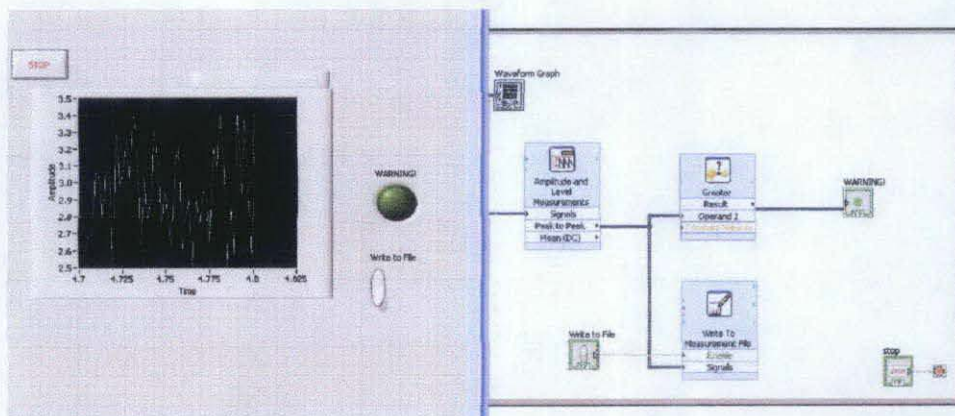 STOP
3.5
3.4
3.3
3.2
3.1
3.0
2.9
2.8
2.7
2.6
2.5
Amplitude
4.7
4.725
4.75
4.775
4.8
4.825
Time
WARNING!
Write to File
Waveform Graph
Amplitude and
Level
Measurements
Signals
Peak to Peak
Mean (DC)
Greater
Result
Operand 1
WARNING!
Write to File
Write To
Measurement File
Enable
Signals
stop